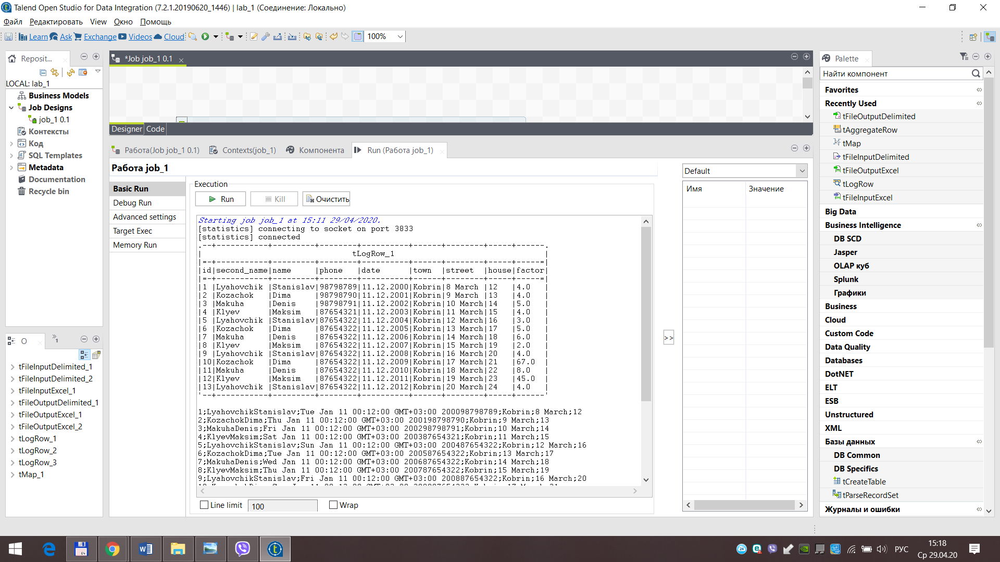 Talend Open Studio for Data Integration (7.2.1.20190620_1446) | lab_1 (Соединение: Локально)
Файл Редактировать View Окно Помощь
Learn Ask Exchange Videos Cloud 100%
Reposit...
LOCAL: lab_1
Business Models
Job Designs
job_1 0.1
Контексты
Код
SQL Templates
Metadata
Documentation
Recycle bin
O
tFileInputDelimited_1
tFileInputDelimited_2
tFileInputExcel_1
tFileOutputDelimited_1
tFileOutputExcel_1
tFileOutputExcel_2
tLogRow_1
tLogRow_2
tLogRow_3
tMap_1
*Job job_1 0.1
Designer Code
Работа(Job job_1 0.1) Contexts(job_1) Компонента Run (Работа job_1)
Работа job_1
Basic Run
Debug Run
Advanced settings
Target Exec
Memory Run
Execution
Run Kill Очистить
Starting job job_1 at 15:11 29/04/2020.
[statistics] connecting to socket on port 3833
[statistics] connected
.--+-----------+---------+--------+----------+------+--------+-----+------.
|                                tLogRow_1                                |
|=-+-----------+---------+--------+----------+------+--------+-----+-----=|
|id|second_name|name     |phone   |date      |town  |street  |house|factor|
|=-+-----------+---------+--------+----------+------+--------+-----+-----=|
|1 |Lyahovchik |Stanislav|98798789|11.12.2000|Kobrin|8 March |12   |4.0   |
|2 |Kozachok   |Dima     |98798790|11.12.2001|Kobrin|9 March |13   |4.0   |
|3 |Makuha     |Denis    |98798791|11.12.2002|Kobrin|10 March|14   |5.0   |
|4 |Klyev      |Maksim   |87654321|11.12.2003|Kobrin|11 March|15   |4.0   |
|5 |Lyahovchik |Stanislav|87654322|11.12.2004|Kobrin|12 March|16   |3.0   |
|6 |Kozachok   |Dima     |87654322|11.12.2005|Kobrin|13 March|17   |5.0   |
|7 |Makuha     |Denis    |87654322|11.12.2006|Kobrin|14 March|18   |6.0   |
|8 |Klyev      |Maksim   |87654322|11.12.2007|Kobrin|15 March|19   |2.0   |
|9 |Lyahovchik |Stanislav|87654322|11.12.2008|Kobrin|16 March|20   |4.0   |
|10|Kozachok   |Dima     |87654322|11.12.2009|Kobrin|17 March|21   |67.0  |
|11|Makuha     |Denis    |87654322|11.12.2010|Kobrin|18 March|22   |8.0   |
|12|Klyev      |Maksim   |87654322|11.12.2011|Kobrin|19 March|23   |45.0  |
|13|Lyahovchik |Stanislav|87654322|11.12.2012|Kobrin|20 March|24   |4.0   |
'--+-----------+---------+--------+----------+------+--------+-----+------'
1;LyahovchikStanislav;Tue Jan 11 00:12:00 GMT+03:00 200098798789;Kobrin;8 March;12
2;KozachokDima;Thu Jan 11 00:12:00 GMT+03:00 200198798790;Kobrin;9 March;13
3;MakuhaDenis;Fri Jan 11 00:12:00 GMT+03:00 200298798791;Kobrin;10 March;14
4;KlyevMaksim;Sat Jan 11 00:12:00 GMT+03:00 200387654321;Kobrin;11 March;15
5;LyahovchikStanislav;Sun Jan 11 00:12:00 GMT+03:00 200487654322;Kobrin;12 March;16
6;KozachokDima;Tue Jan 11 00:12:00 GMT+03:00 200587654322;Kobrin;13 March;17
7;MakuhaDenis;Wed Jan 11 00:12:00 GMT+03:00 200687654322;Kobrin;14 March;18
8;KlyevMaksim;Thu Jan 11 00:12:00 GMT+03:00 200787654322;Kobrin;15 March;19
9;LyahovchikStanislav;Fri Jan 11 00:12:00 GMT+03:00 200887654322;Kobrin;16 March;20
Line limit 100 Wrap
>>
Default
Имя Значение
Palette
Найти компонент
Favorites
Recently Used
tFileOutputDelimited
tAggregateRow
tMap
tFileInputDelimited
tFileOutputExcel
tLogRow
tFileInputExcel
Big Data
Business Intelligence
DB SCD
Jasper
OLAP куб
Splunk
Графики
Business
Cloud
Custom Code
Data Quality
Databases
DotNET
ELT
ESB
Unstructured
XML
Базы данных
DB Common
DB Specifics
tCreateTable
tParseRecordSet
Журналы и ошибки
РУС
15:18
Ср 29.04.20